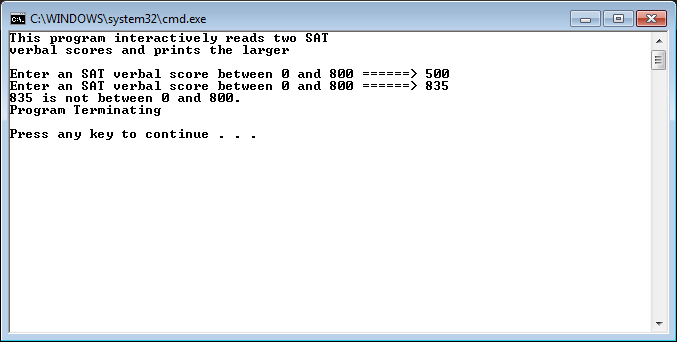 C:\WINDOWS\system32\cmd.exe
This program interactively reads two SAT
verbal scores and prints the larger
Enter an SAT verbal score between 0 and 800 ======> 500
Enter an SAT verbal score between 0 and 800 ======> 835
835 is not between 0 and 800.
Program Terminating
Press any key to continue . . .